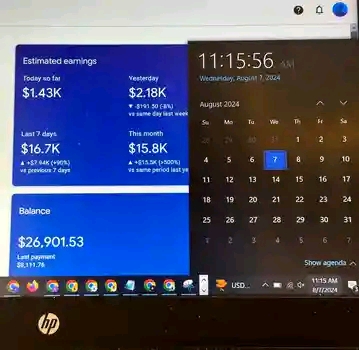 Estimated earnings
Today so far
$1.43K
Yesterday
$2.18K
▼ -$191.50 (-8%)
vs same day last week
Last 7 days
$16.7K
▲ +$7.94K (+90%)
vs previous 7 days
This month
$15.8K
▲ +$15.5K (>500%)
vs same period last ye
Balance
$26,901.53
Last payment
11:15:56 AM
Wednesday, August 7, 2024
August 2024
Su Mo Tu We Th Fr Sa
28 29 30 31 1 2 3
4 5 6 7 8 9 10
11 12 13 14 15 16 17
18 19 20 21 22 23 24
25 26 27 28 29 30 31
1 2 3 4 5 6 7
Show agenda
USD...
11:15 AM
8/7/2024
hp